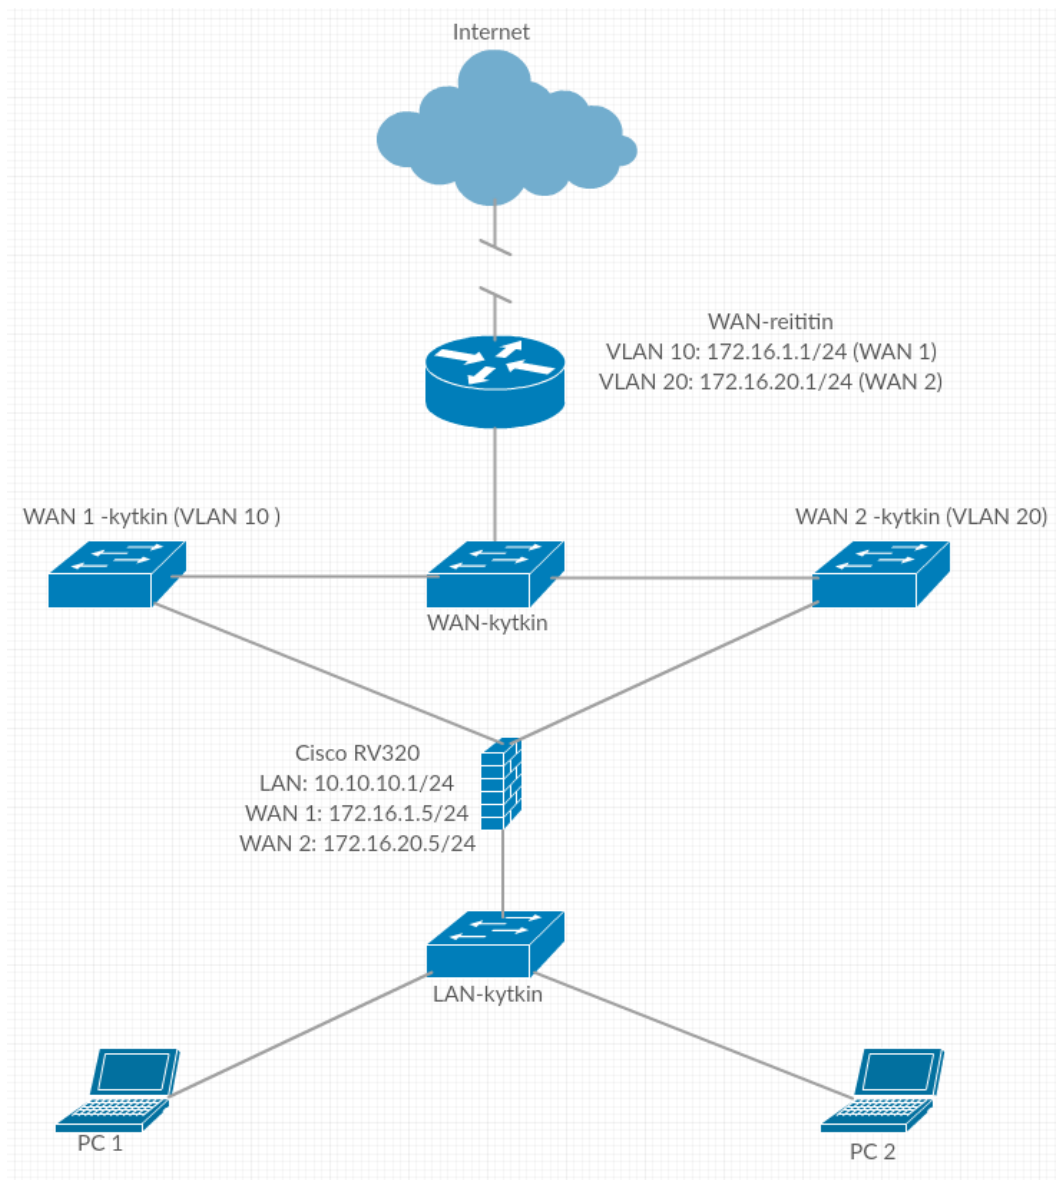 Internet
WAN-reititin
VLAN 10: 172.16.1.1/24 (WAN 1)
VLAN 20: 172.16.20.1/24 (WAN 2)
WAN 1 -kytkin (VLAN 10 )
WAN 2 -kytkin (VLAN 20)
WAN-kytkin
Cisco RV320
LAN: 10.10.10.1/24
WAN 1: 172.16.1.5/24
WAN 2: 172.16.20.5/24
LAN-kytkin
PC 1
PC 2